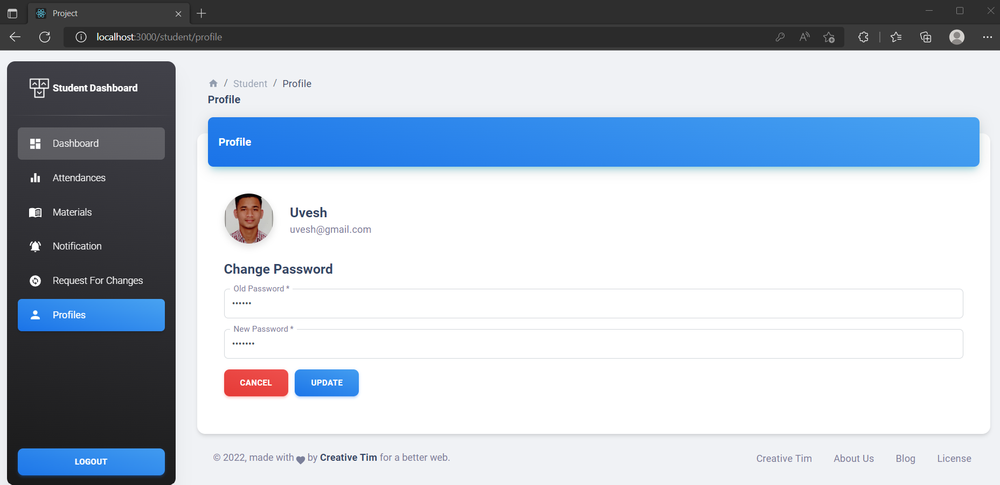 Project
localhost:3000/student/profile
Student Dashboard
Dashboard
Attendances
Materials
Notification
Request For Changes
Profiles
LOGOUT
/ Student / Profile
Profile
Profile
Uvesh
uvesh@gmail.com
Change Password
Old Password *
••••••
New Password *
•••••••
CANCEL
UPDATE
© 2022, made with by Creative Tim for a better web.
Creative Tim
About Us
Blog
License